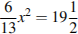 6/13 x² = 19 1/2